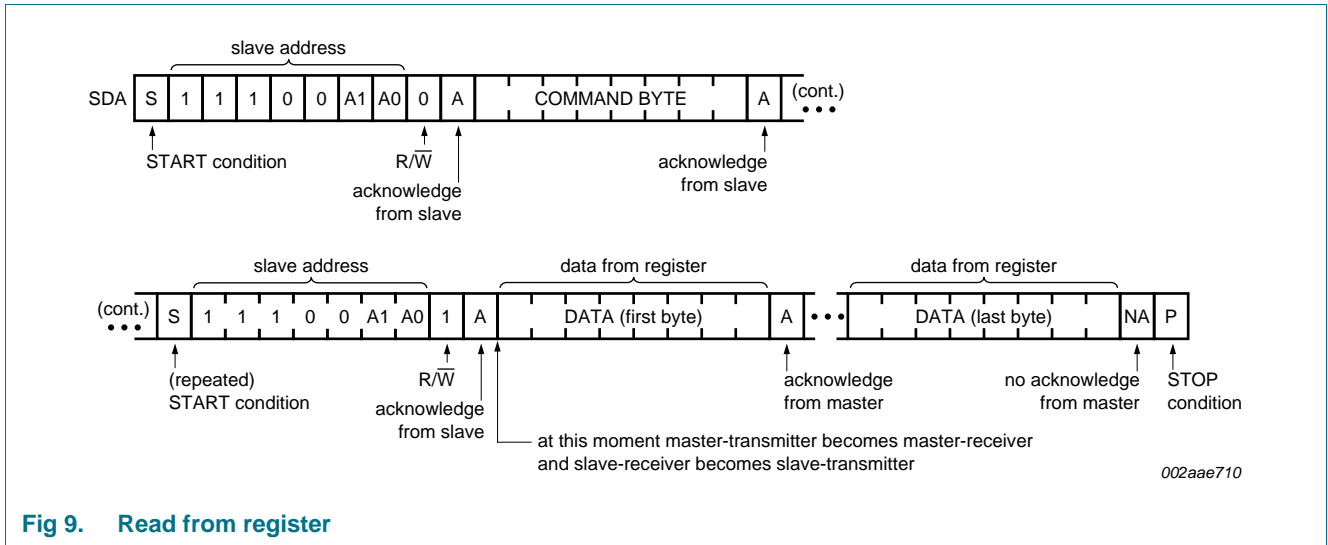 slave address
SDA S 1 1 1 0 0 A1 A0 0 A COMMAND BYTE A (cont.)
START condition R/W̅ acknowledge
from slave acknowledge
from slave
slave address data from register data from register
(cont.) S 1 1 1 0 0 A1 A0 1 A DATA (first byte) A DATA (last byte) NA P
(repeated)
START condition R/W̅ acknowledge
from slave acknowledge
from master no acknowledge
from master STOP
condition
at this moment master-transmitter becomes master-receiver
and slave-receiver becomes slave-transmitter
002aae710
Fig 9. Read from register